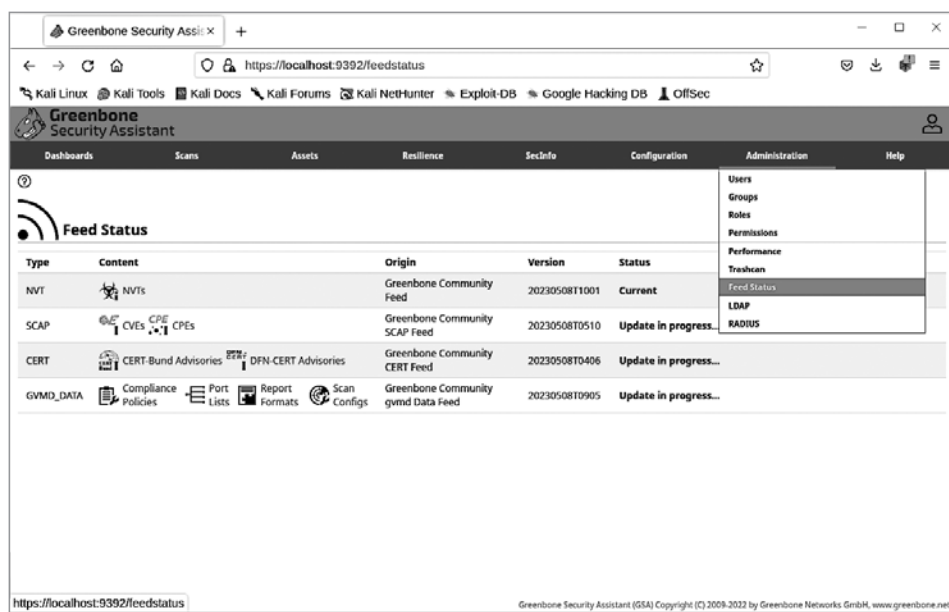 Greenbone Security Assis
https://localhost:9392/feedstatus
Kali Linux Kali Tools Kali Docs Kali Forums Kali NetHunter Exploit-DB Google Hacking DB OffSec
Greenbone
Security Assistant
Dashboards Scans Assets Resilience SecInfo Configuration Administration Help
Users
Groups
Roles
Permissions
Performance
Trashcan
Feed Status
LDAP
RADIUS
Feed Status
Type Content Origin Version Status
NVT NVTs Greenbone Community Feed 20230508T1001 Current
SCAP CVEs CPE CPEs Greenbone Community SCAP Feed 20230508T0510 Update in progress...
CERT CERT-Bund Advisories DFN-CERT Advisories Greenbone Community CERT Feed 20230508T0406 Update in progress...
GVMD_DATA Compliance Policies Port Lists Report Formats Scan Configs Greenbone Community gvmd Data Feed 20230508T0905 Update in progress...
https://localhost:9392/feedstatus
Greenbone Security Assistant (GSA) Copyright (C) 2009-2022 by Greenbone Networks GmbH, www.greenbone.net